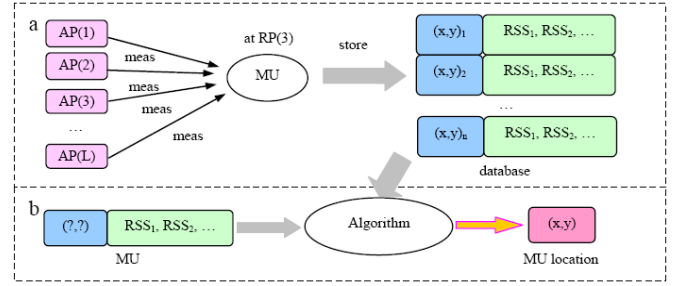 a
AP(1)
AP(2)
AP(3)
…
AP(L)
meas
meas
meas
meas
at RP(3)
MU
store
(x,y)₁ RSS₁, RSS₂, …
(x,y)₂ RSS₁, RSS₂, …
…
(x,y)ₙ RSS₁, RSS₂, …
database
b
(?,?) RSS₁, RSS₂, …
MU
Algorithm
(x,y)
MU location